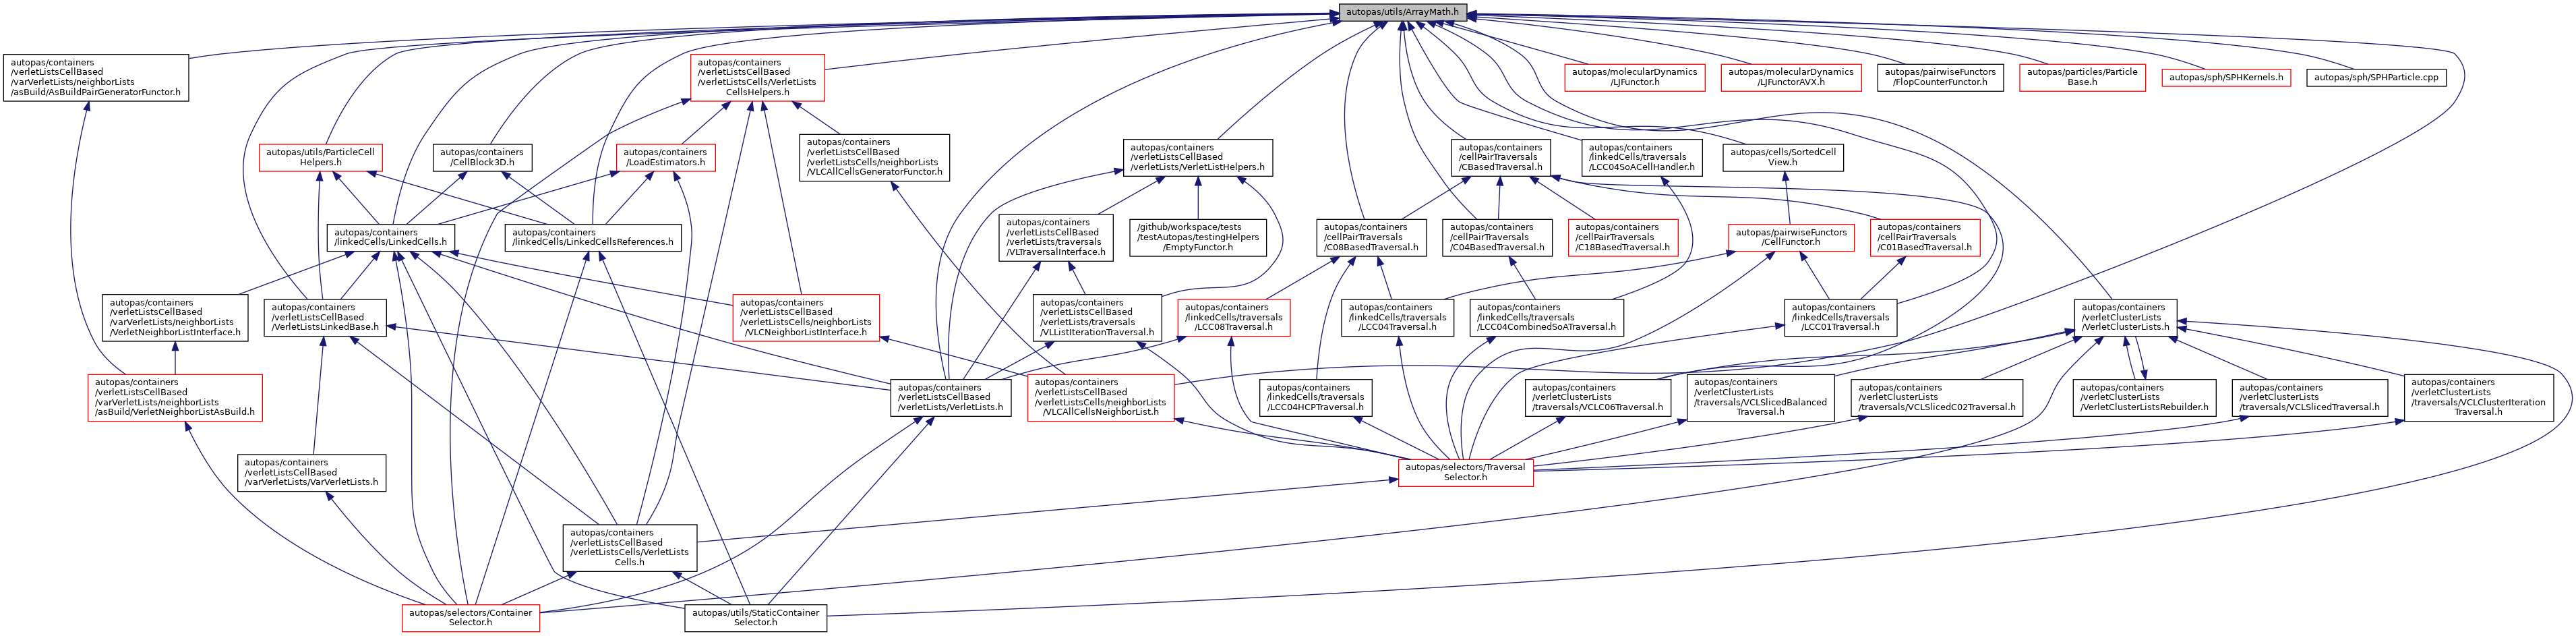 autopas/utils/ArrayMath.h
autopas/containers
/verletListsCellBased
/varVerletLists/neighborLists
/asBuild/AsBuildPairGeneratorFunctor.h
autopas/containers
/verletListsCellBased
/verletListsCells/VerletLists
CellsHelpers.h
autopas/molecularDynamics
/LJFunctor.h
autopas/molecularDynamics
/LJFunctorAVX.h
autopas/pairwiseFunctors
/FlopCounterFunctor.h
autopas/particles/Particle
Base.h
autopas/sph/SPHKernels.h
autopas/sph/SPHParticle.cpp
autopas/utils/ParticleCell
Helpers.h
autopas/containers
/CellBlock3D.h
autopas/containers
/LoadEstimators.h
autopas/containers
/verletListsCellBased
/verletListsCells/neighborLists
/VLCAllCellsGeneratorFunctor.h
autopas/containers
/verletListsCellBased
/verletLists/VerletListHelpers.h
autopas/containers
/cellPairTraversals
/CBasedTraversal.h
autopas/containers
/linkedCells/traversals
/LCC04SoACellHandler.h
autopas/cells/SortedCell
View.h
autopas/containers
/linkedCells/LinkedCells.h
autopas/containers
/linkedCells/LinkedCellsReferences.h
autopas/containers
/verletListsCellBased
/verletLists/traversals
/VLTraversalInterface.h
/github/workspace/tests
/testAutopas/testingHelpers
/EmptyFunctor.h
autopas/containers
/cellPairTraversals
/C08BasedTraversal.h
autopas/containers
/cellPairTraversals
/C04BasedTraversal.h
autopas/containers
/cellPairTraversals
/C18BasedTraversal.h
autopas/pairwiseFunctors
/CellFunctor.h
autopas/containers
/cellPairTraversals
/C01BasedTraversal.h
autopas/containers
/verletListsCellBased
/varVerletLists/neighborLists
/VerletNeighborListInterface.h
autopas/containers
/verletListsCellBased
/VerletListsLinkedBase.h
autopas/containers
/verletListsCellBased
/verletListsCells/neighborLists
/VLCNeighborListInterface.h
autopas/containers
/verletListsCellBased
/verletLists/traversals
/VLListIterationTraversal.h
autopas/containers
/linkedCells/traversals
/LCC08Traversal.h
autopas/containers
/linkedCells/traversals
/LCC04Traversal.h
autopas/containers
/linkedCells/traversals
/LCC04CombinedSoATraversal.h
autopas/containers
/linkedCells/traversals
/LCC01Traversal.h
autopas/containers
/verletClusterLists
/VerletClusterLists.h
autopas/containers
/verletListsCellBased
/varVerletLists/neighborLists
/asBuild/VerletNeighborListAsBuild.h
autopas/containers
/verletListsCellBased
/verletLists/VerletLists.h
autopas/containers
/verletListsCellBased
/verletListsCells/neighborLists
/VLCAllCellsNeighborList.h
autopas/containers
/linkedCells/traversals
/LCC04HCPTraversal.h
autopas/containers
/verletClusterLists
/traversals/VCLC06Traversal.h
autopas/containers
/verletClusterLists
/traversals/VCLSlicedBalanced
Traversal.h
autopas/containers
/verletClusterLists
/traversals/VCLSlicedC02Traversal.h
autopas/containers
/verletClusterLists
/VerletClusterListsRebuilder.h
autopas/containers
/verletClusterLists
/traversals/VCLSlicedTraversal.h
autopas/containers
/verletClusterLists
/traversals/VCLClusterIteration
Traversal.h
autopas/containers
/verletListsCellBased
/varVerletLists/VarVerletLists.h
autopas/selectors/Traversal
Selector.h
autopas/containers
/verletListsCellBased
/verletListsCells/VerletLists
Cells.h
autopas/selectors/Container
Selector.h
autopas/utils/StaticContainer
Selector.h